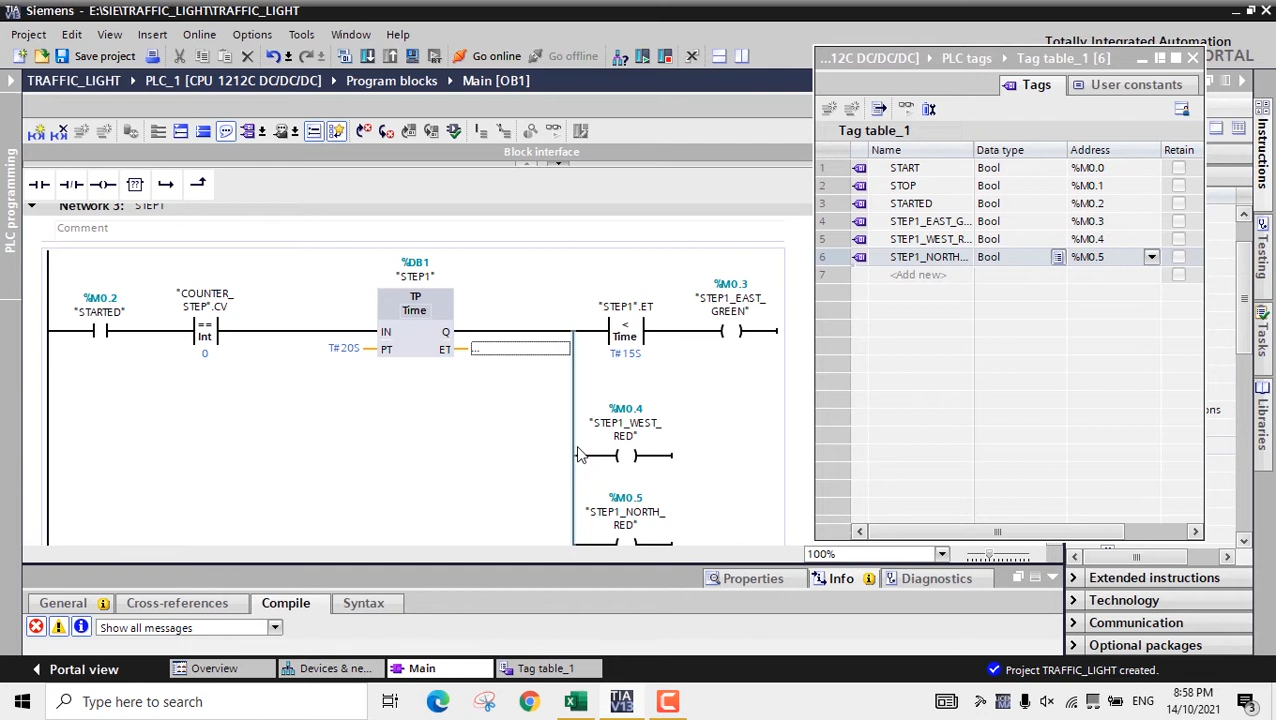 Siemens - E:\SIE\TRAFFIC_LIGHT\TRAFFIC_LIGHT
Project Edit View Insert Online Options Tools Window Help
Totally Integrated Automation
PORTAL
Save project
Go online
Go offline
TRAFFIC_LIGHT
PLC_1 [CPU 1212C DC/DC/DC]
Program blocks
Main [OB1]
Block interface
Network 3: STEP1
Comment
%M0.2
"STARTED"
"COUNTER_
STEP".CV
==
Int
0
%DB1
"STEP1"
TP
Time
IN
Q
T#20S
PT
ET
...
"STEP1".ET
<
Time
T#15S
%M0.3
"STEP1_EAST_
GREEN"
%M0.4
"STEP1_WEST_
RED"
%M0.5
"STEP1_NORTH_
RED"
...12C DC/DC/DC]
PLC tags
Tag table_1 [6]
Tags
User constants
Tag table_1
Name Data type Address Retain
1 START Bool %M0.0
2 STOP Bool %M0.1
3 STARTED Bool %M0.2
4 STEP1_EAST_G... Bool %M0.3
5 STEP1_WEST_R... Bool %M0.4
6 STEP1_NORTH... Bool %M0.5
7 <Add new>
100%
PLC programming
Instructions
Testing
Tasks
Libraries
Extended instructions
Technology
Communication
Optional packages
Properties
Info
Diagnostics
General
Cross-references
Compile
Syntax
Show all messages
Portal view
Overview
Devices & ne...
Main
Tag table_1
Project TRAFFIC_LIGHT created.
Type here to search
ENG
8:58 PM
14/10/2021
3